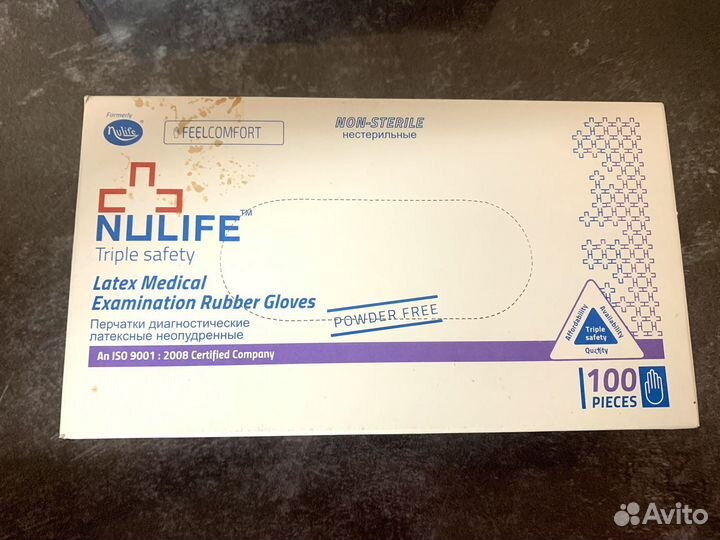 Formerly
Nulife
FEELCOMFORT
NON-STERILE
нестерильные
NULIFE™
Triple safety
Latex Medical
Examination Rubber Gloves
Перчатки диагностические
латексные неопудренные
POWDER FREE
An ISO 9001 : 2008 Certified Company
Affordability
Availability
Triple
safety
Quality
100
PIECES
Avito